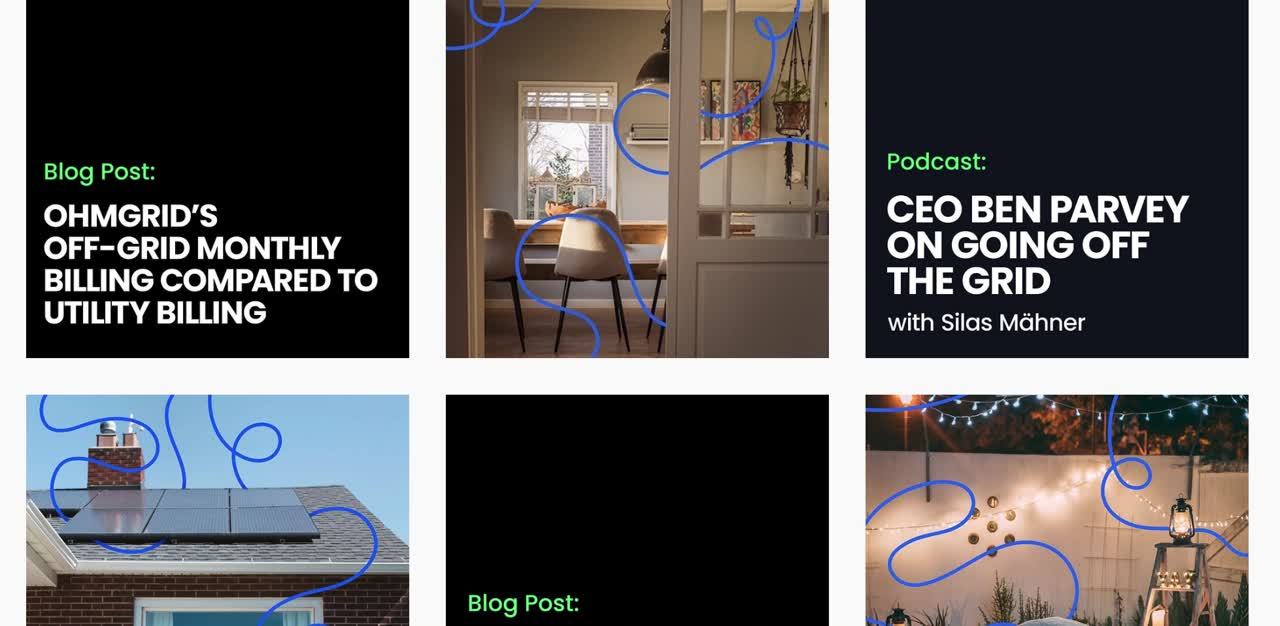 Blog Post:
OHMGRID’S
OFF-GRID MONTHLY
BILLING COMPARED TO
UTILITY BILLING
Podcast:
CEO BEN PARVEY
ON GOING OFF
THE GRID
with Silas Mähner
Blog Post: